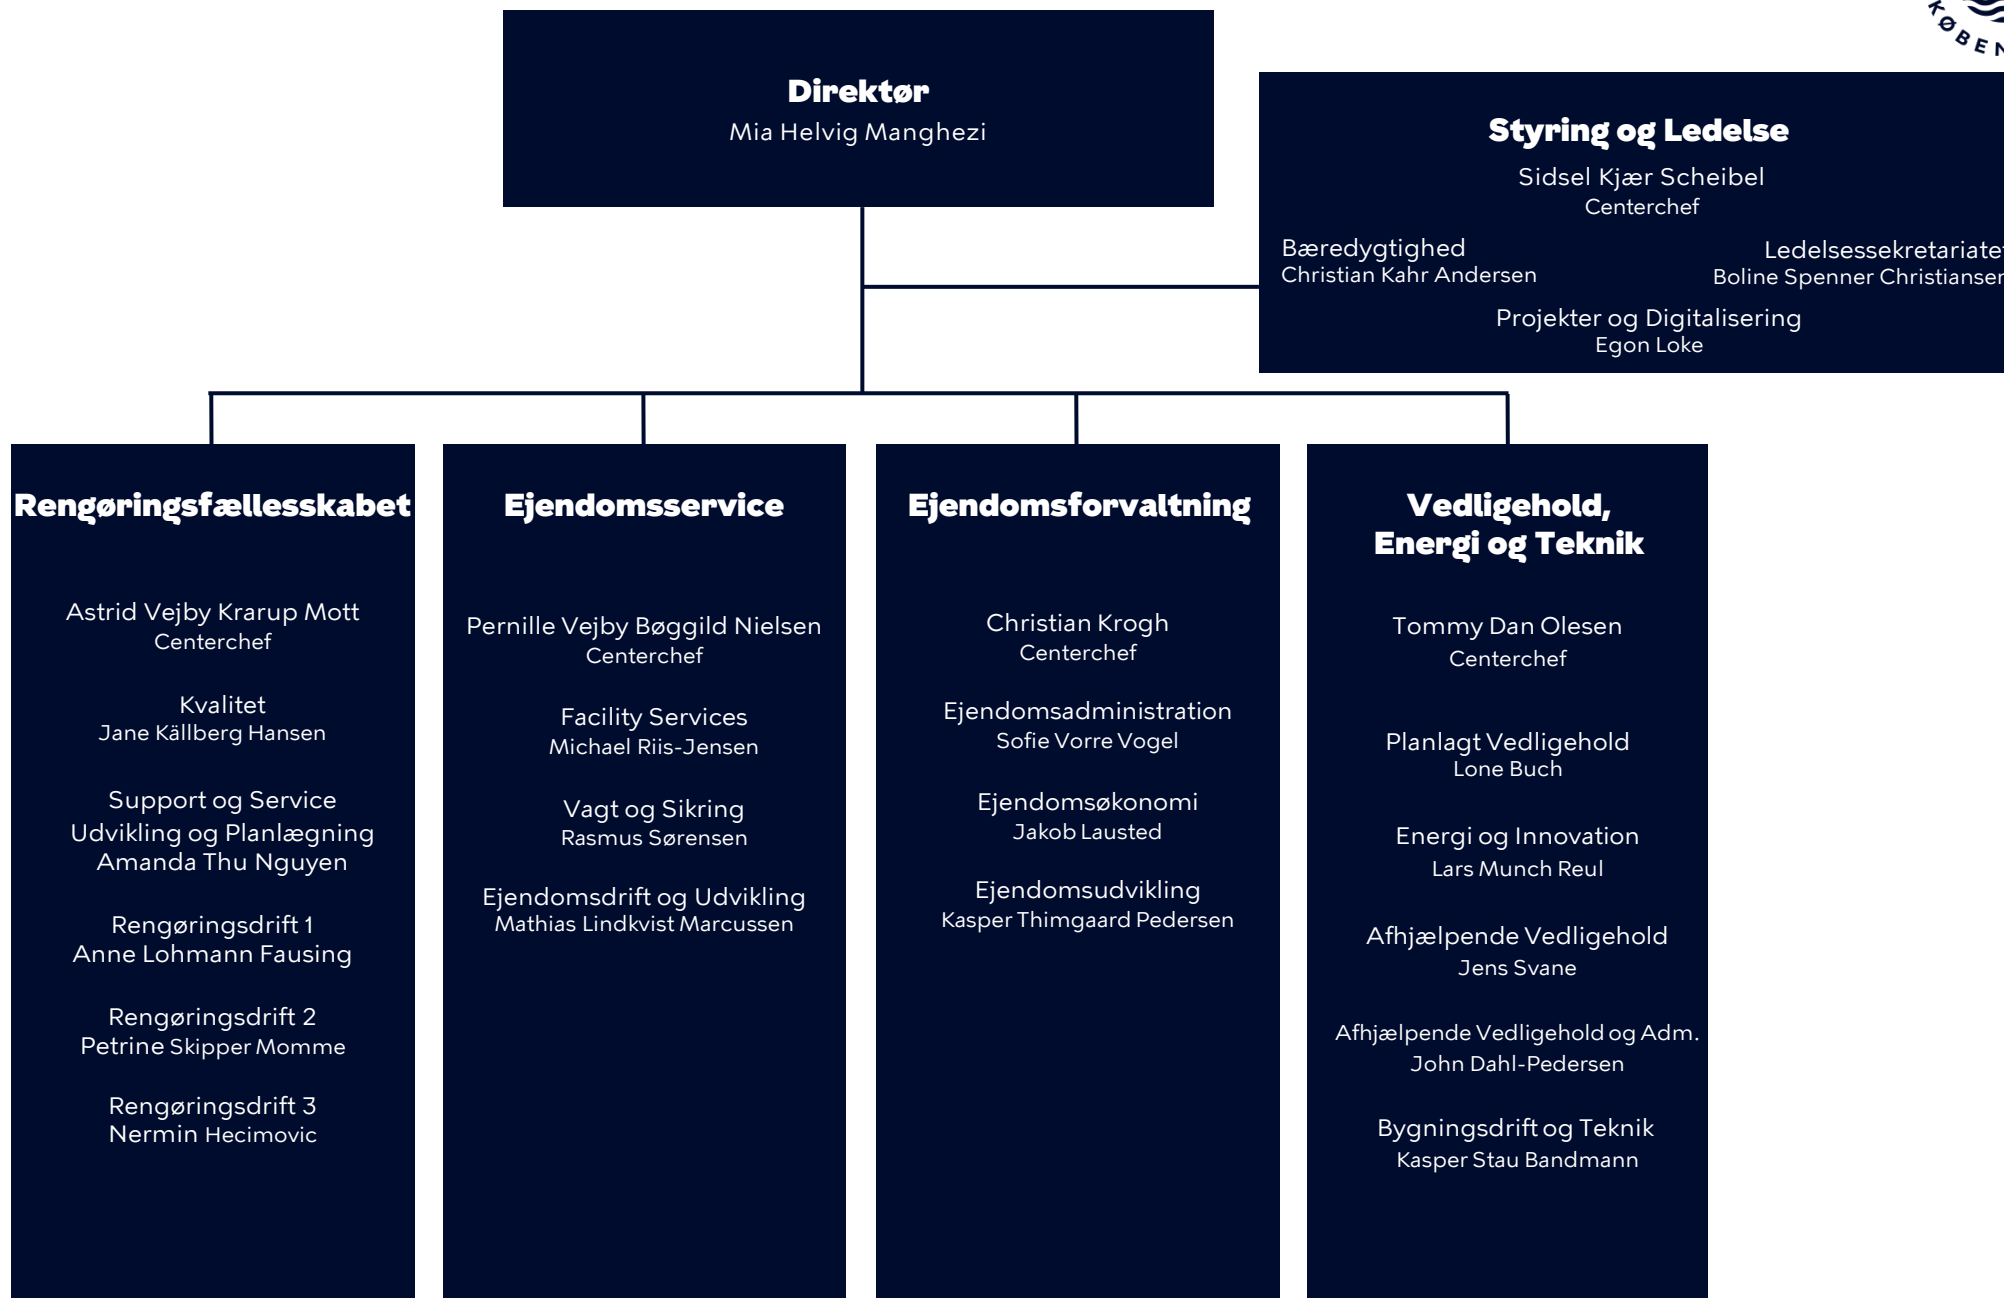 KØBEN
Direktør
Mia Helvig Manghezi
Styring og Ledelse
Sidsel Kjær Scheibel
Centerchef
Bæredygtighed
Christian Kahr Andersen
Ledelsessekretariatet
Boline Spenner Christiansen
Projekter og Digitalisering
Egon Loke
Rengøringsfællesskabet
Astrid Vejby Krarup Mott
Centerchef
Kvalitet
Jane Källberg Hansen
Support og Service
Udvikling og Planlægning
Amanda Thu Nguyen
Rengøringsdrift 1
Anne Lohmann Fausing
Rengøringsdrift 2
Petrine Skipper Momme
Rengøringsdrift 3
Nermin Hecimovic
Ejendomsservice
Pernille Vejby Bøggild Nielsen
Centerchef
Facility Services
Michael Riis-Jensen
Vagt og Sikring
Rasmus Sørensen
Ejendomsdrift og Udvikling
Mathias Lindkvist Marcussen
Ejendomsforvaltning
Christian Krogh
Centerchef
Ejendomsadministration
Sofie Vorre Vogel
Ejendomsøkonomi
Jakob Lausted
Ejendomsudvikling
Kasper Thimgaard Pedersen
Vedligehold,
Energi og Teknik
Tommy Dan Olesen
Centerchef
Planlagt Vedligehold
Lone Buch
Energi og Innovation
Lars Munch Reul
Afhjælpende Vedligehold
Jens Svane
Afhjælpende Vedligehold og Adm.
John Dahl-Pedersen
Bygningsdrift og Teknik
Kasper Stau Bandmann